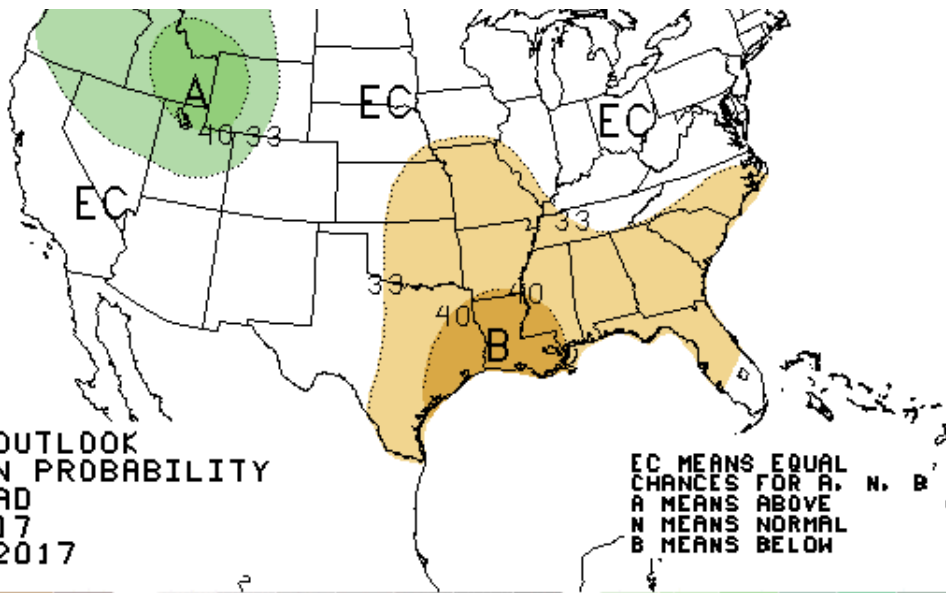 A
EC
40 33
EC
EC
33
33
40
40
B
OUTLOOK
N PROBABILITY
AD
17
2017
EC MEANS EQUAL
CHANCES FOR A, N, B
A MEANS ABOVE
N MEANS NORMAL
B MEANS BELOW